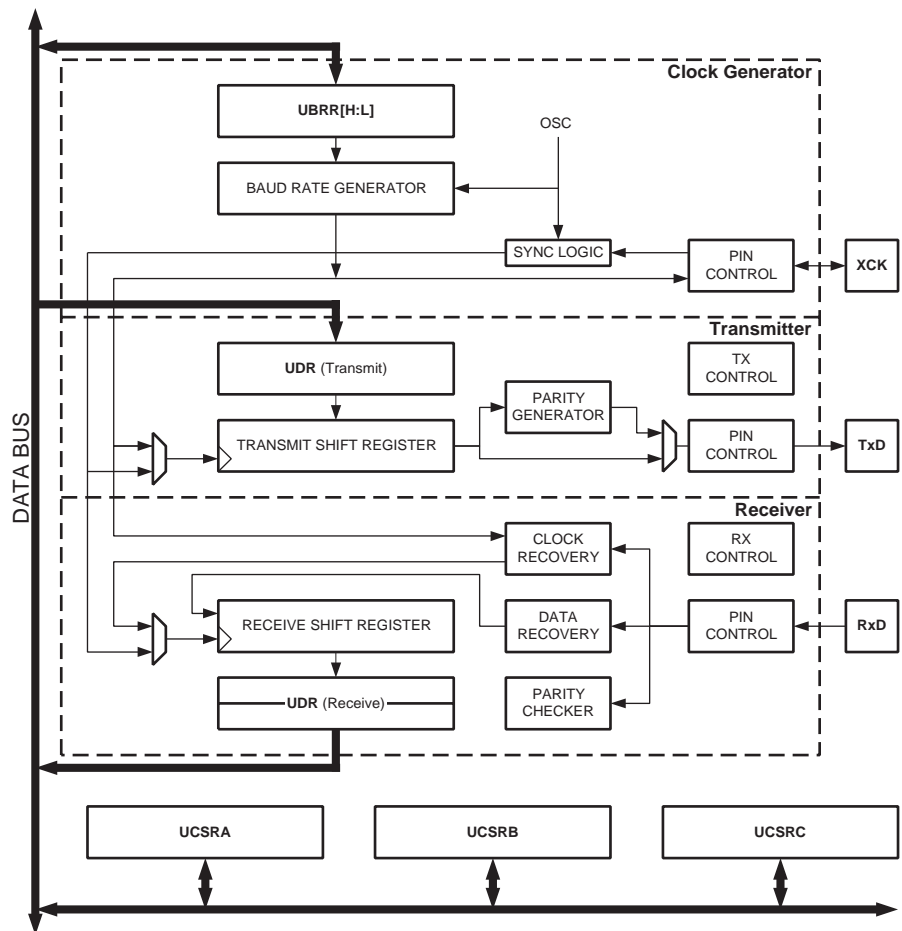 Clock Generator
UBRR[H:L]
OSC
BAUD RATE GENERATOR
SYNC LOGIC
PIN
CONTROL
XCK
Transmitter
UDR (Transmit)
TX
CONTROL
PARITY
GENERATOR
TRANSMIT SHIFT REGISTER
PIN
CONTROL
TxD
DATA BUS
Receiver
CLOCK
RECOVERY
RX
CONTROL
RECEIVE SHIFT REGISTER
DATA
RECOVERY
PIN
CONTROL
RxD
UDR (Receive)
PARITY
CHECKER
UCSRA
UCSRB
UCSRC